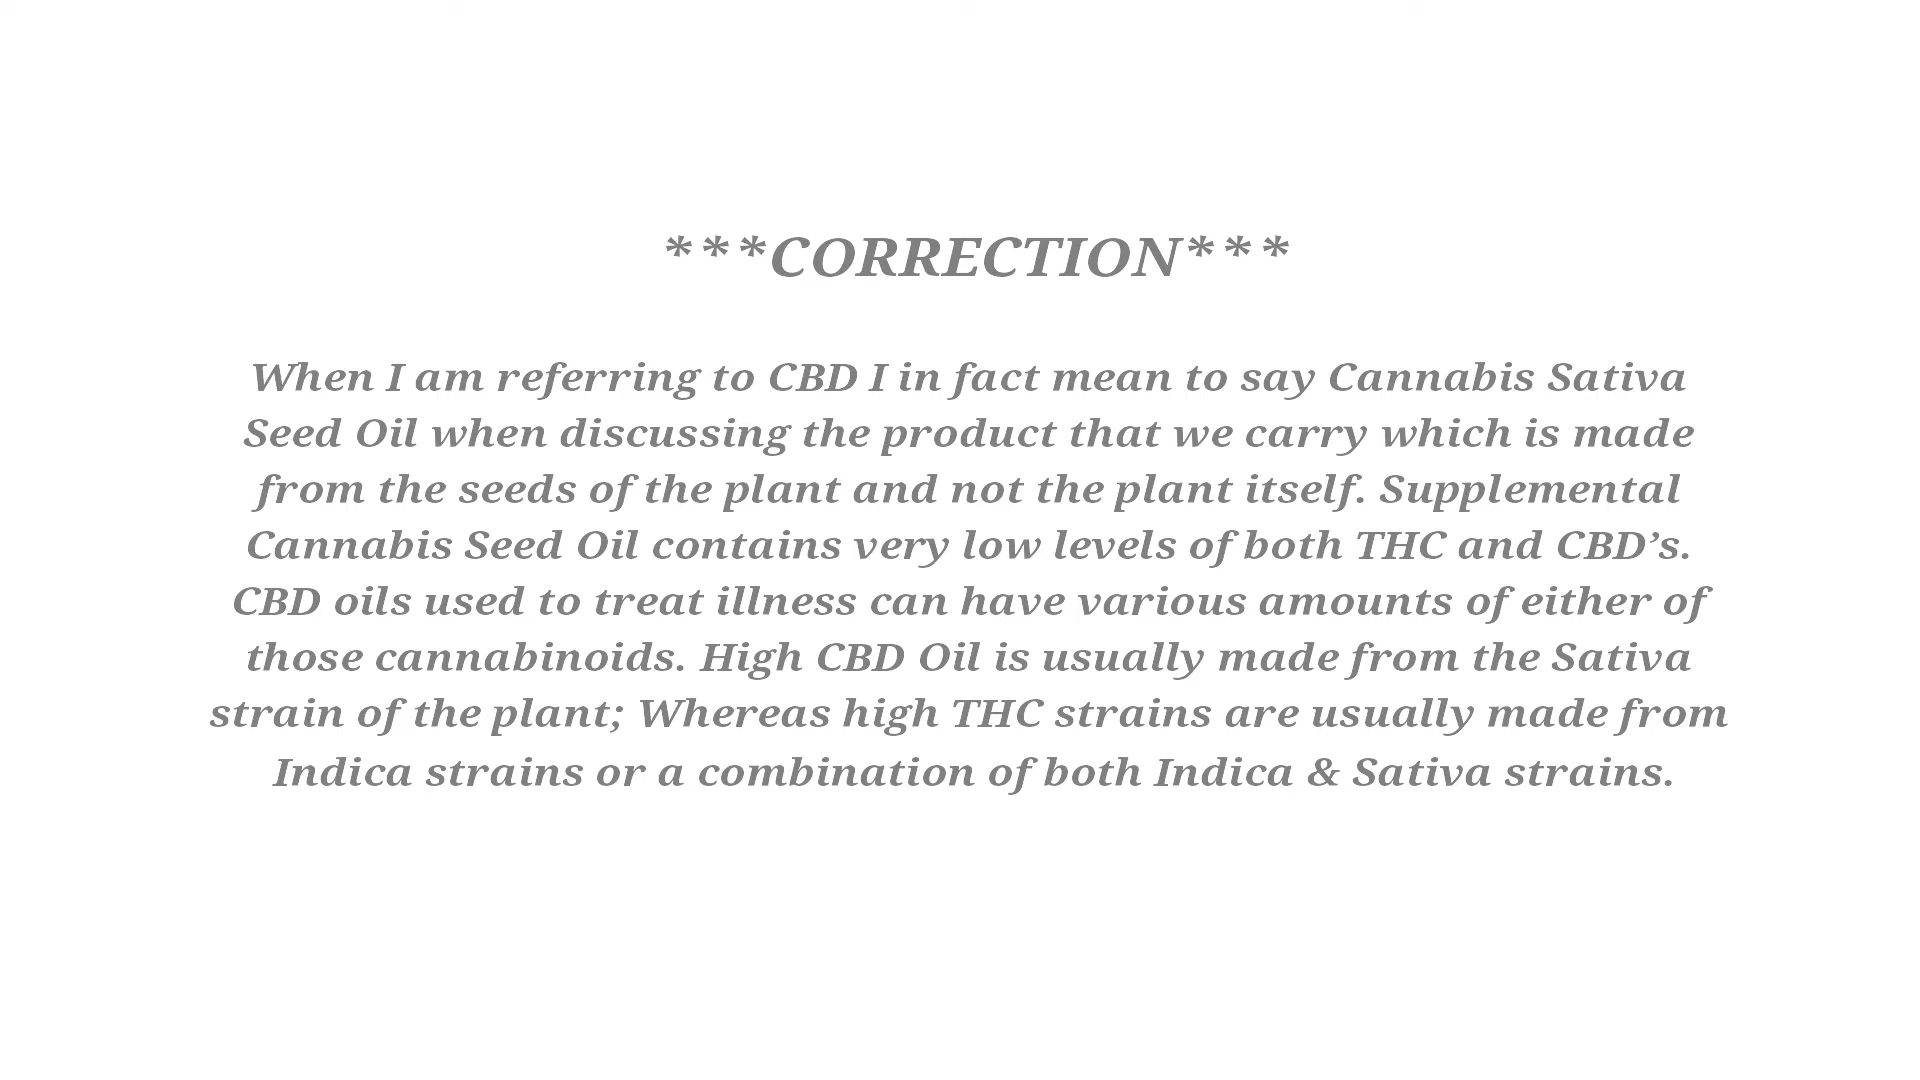 ***CORRECTION***
When I am referring to CBD I in fact mean to say Cannabis Sativa
Seed Oil when discussing the product that we carry which is made
from the seeds of the plant and not the plant itself. Supplemental
Cannabis Seed Oil contains very low levels of both THC and CBD’s.
CBD oils used to treat illness can have various amounts of either of
those cannabinoids. High CBD Oil is usually made from the Sativa
strain of the plant; Whereas high THC strains are usually made from
Indica strains or a combination of both Indica & Sativa strains.